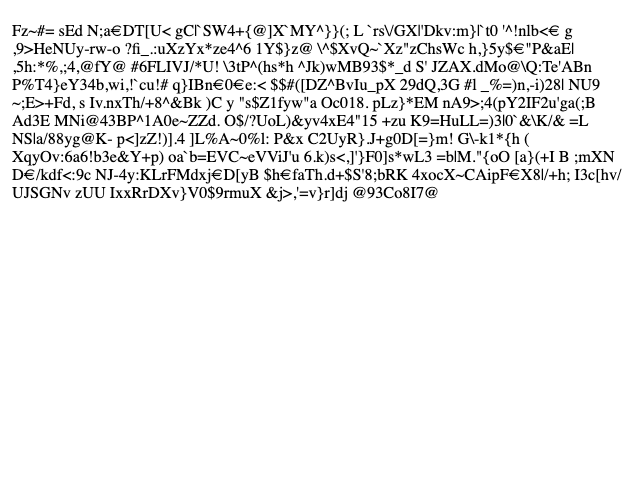 Fz~#= sEd N;a€DT[U< gC!`SW4+{@]X`MY^}}(; L `rs\/GX|'Dkv:m}|`t0 '^!nlb<€ g
,9>HeNUy-rw-o ?fi_.:uXzYx*ze4^6 1Y$}z@ \^$XvQ~`Xz"zChsWc h,}5y$€"P&aE|
,5h:*%,;4,@fY@ #6FLIVJ/*U! \3tP^(hs*h ^Jk)wMB93$*_d S' JZAX.dMo@\Q:Te'ABn
P%T4}eY34b,wi,!`cu!# q}IBn€0€e:< $$#([DZ^BvIu_pX 29dQ,3G #l _%=)n,-i)28| NU9
~;E>+Fd, s Iv.nxTh/+8^&Bk )C y "s$Z1fyw"a Oc018. pLz}*EM nA9>;4(pY2IF2u'ga(;B
Ad3E MNi@43BP^1A0e~ZZd. O$/?UoL)&yv4xE4"15 +zu K9=HuLL=)3l0`&\K/& =L
NS|a/88yg@K- p<]zZ!)].4 ]L%A~0%l: P&x C2UyR}.J+g0D[=}m! G\-k1*{h (
XqyOv:6a6!b3e&Y+p) oa`b=EVC~eVViJ'u 6.k)s<,]'}F0]s*wL3 =b|M."{oO [a}(+I B ;mXN
D€/kdf<:9c NJ-4y:KLrFMdxj€D[yB $h€faTh.d+$S'8;bRK 4xocX~CAipF€X8|/+h; I3c[hv/
UJSGNv zUU IxxRrDXv}V0$9rmuX &j>,'=v}r]dj @93Co8I7@